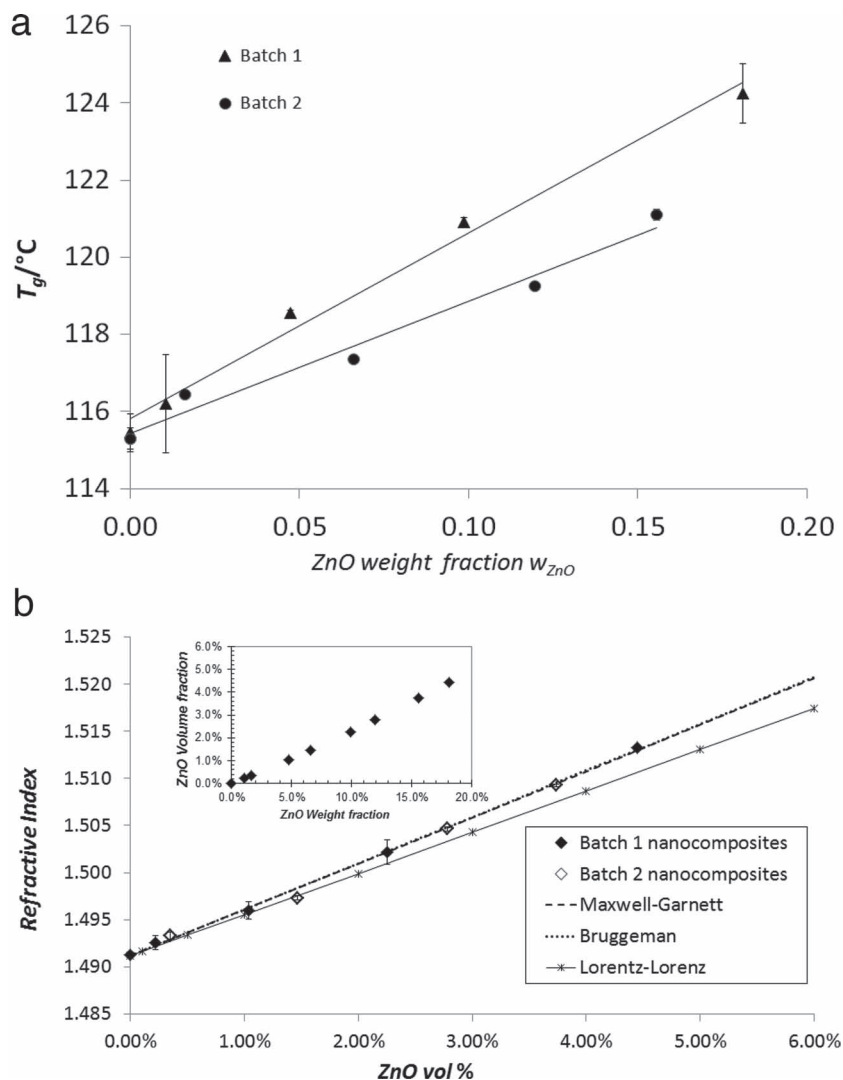 a
126
124
122
120
118
116
114
Tg/°C
Batch 1
Batch 2
0.00 0.05 0.10 0.15 0.20
ZnO weight fraction wZnO
b
1.525
1.520
1.515
1.510
1.505
1.500
1.495
1.490
1.485
Refractive Index
6.0%
5.0%
4.0%
3.0%
2.0%
1.0%
0.0%
ZnO Volume fraction
0.0% 5.0% 10.0% 15.0% 20.0%
ZnO Weight fraction
Batch 1 nanocomposites
Batch 2 nanocomposites
Maxwell-Garnett
Bruggeman
Lorentz-Lorenz
0.00% 1.00% 2.00% 3.00% 4.00% 5.00% 6.00%
ZnO vol %